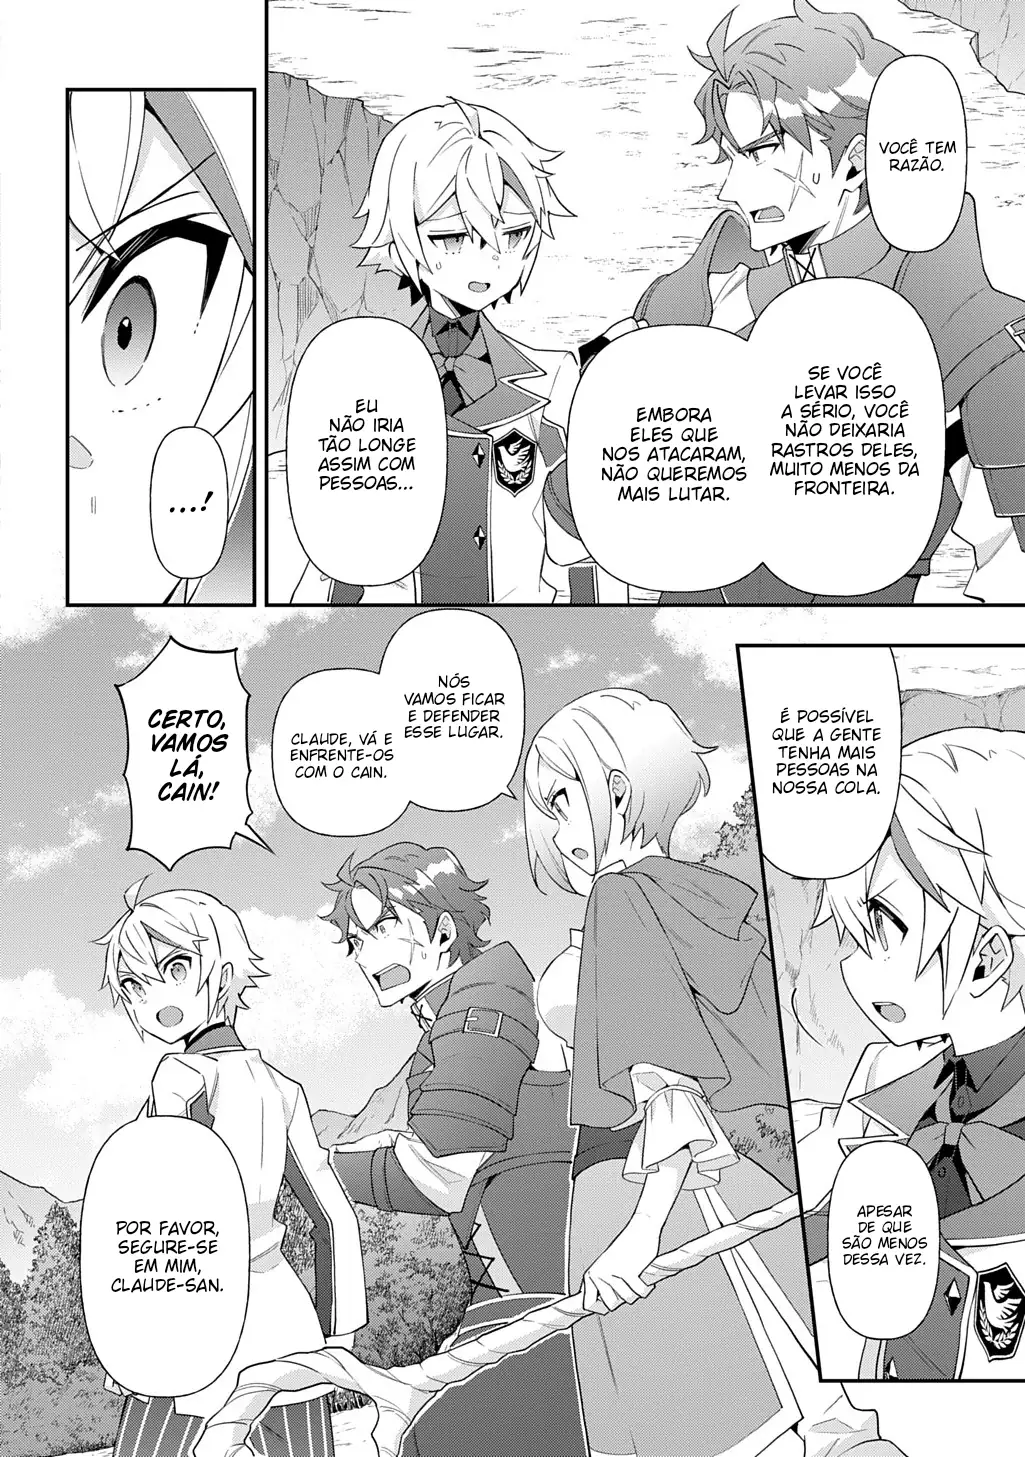 VOCÊ TEM
RAZÃO.
SE VOCÊ
LEVAR ISSO
A SÉRIO, VOCÊ
NÃO DEIXARIA
RASTROS DELES,
MUITO MENOS DA
FRONTEIRA.
EMBORA
ELES QUE
NOS ATACARAM,
NÃO QUEREMOS
MAIS LUTAR.
EU
NÃO IRIA
TÃO LONGE
ASSIM COM
PESSOAS...
...!
É POSSÍVEL
QUE A GENTE
TENHA MAIS
PESSOAS NA
NOSSA COLA.
APESAR
DE QUE
SÃO MENOS
DESSA VEZ.
NÓS
VAMOS FICAR
E DEFENDER
ESSE LUGAR.
CLAUDE, VÁ E
ENFRENTE-OS
COM O CAIN.
CERTO,
VAMOS
LÁ,
CAIN!
POR FAVOR,
SEGURE-SE
EM MIM,
CLAUDE-SAN.